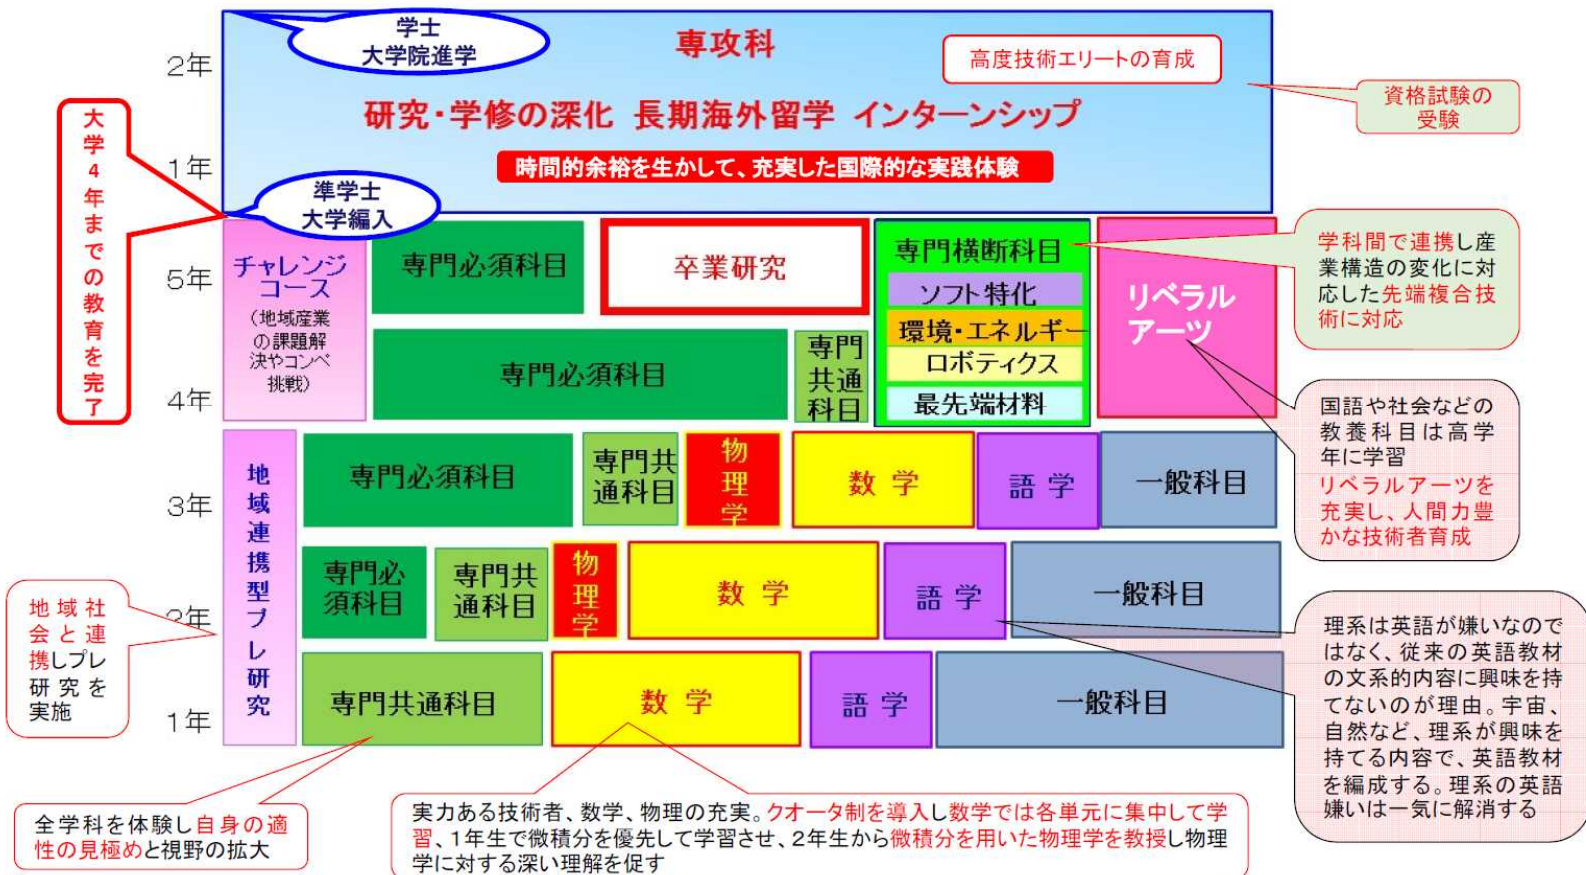 学士
大学院進学
専攻科
高度技術エリートの育成
2年
研究・学修の深化 長期海外留学 インターンシップ
資格試験の
受験
1年
時間的余裕を生かして、充実した国際的な実践体験
大学4年までの教育を完了
準学士
大学編入
5年
チャレンジ
コース
(地域産業
の課題解
決やコンペ
挑戦)
専門必須科目
卒業研究
専門横断科目
ソフト特化
環境・エネルギー
ロボティクス
最先端材料
リベラル
アーツ
学科間で連携し産
業構造の変化に対
応した先端複合技
術に対応
4年
専門必須科目
専門
共通
科目
国語や社会などの
教養科目は高学
年に学習
リベラルアーツを
充実し、人間力豊
かな技術者育成
3年
地域連携型プレ研究
専門必須科目
専門共
通科目
物理学
数 学
語 学
一般科目
2年
専門必
須科目
専門共
通科目
物理学
数 学
語 学
一般科目
地域社
会と連
携しプレ
研究を
実施
理系は英語が嫌いなので
はなく、従来の英語教材
の文系的内容に興味を持
てないのが理由。宇宙、
自然など、理系が興味を
持てる内容で、英語教材
を編成する。理系の英語
嫌いは一気に解消する
1年
専門共通科目
数 学
語 学
一般科目
全学科を体験し自身の適
性の見極めと視野の拡大
実力ある技術者、数学、物理の充実。クオータ制を導入し数学では各単元に集中して学
習、1年生で微積分を優先して学習させ、2年生から微積分を用いた物理学を教授し物理
学に対する深い理解を促す